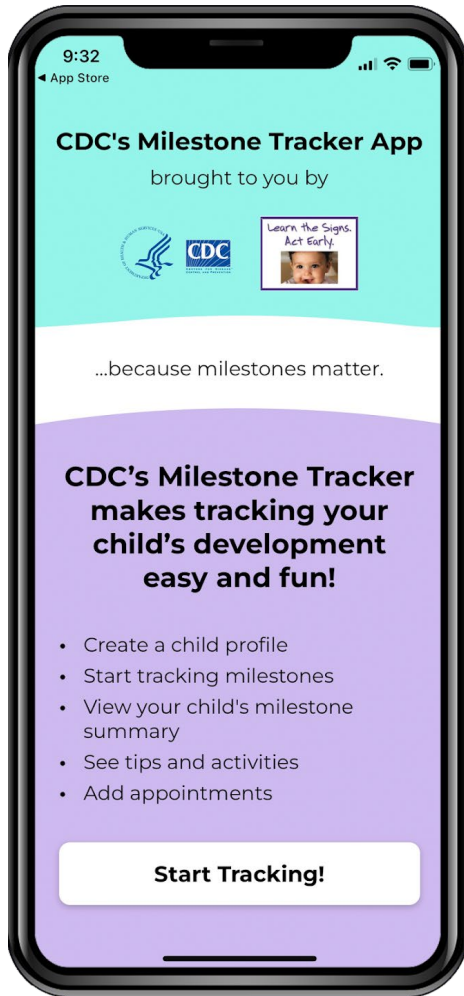 9:32
◀ App Store
CDC's Milestone Tracker App
brought to you by
CDC
Learn the Signs.
Act Early.
...because milestones matter.
CDC’s Milestone Tracker
makes tracking your
child’s development
easy and fun!
• Create a child profile
• Start tracking milestones
• View your child's milestone
summary
• See tips and activities
• Add appointments
Start Tracking!